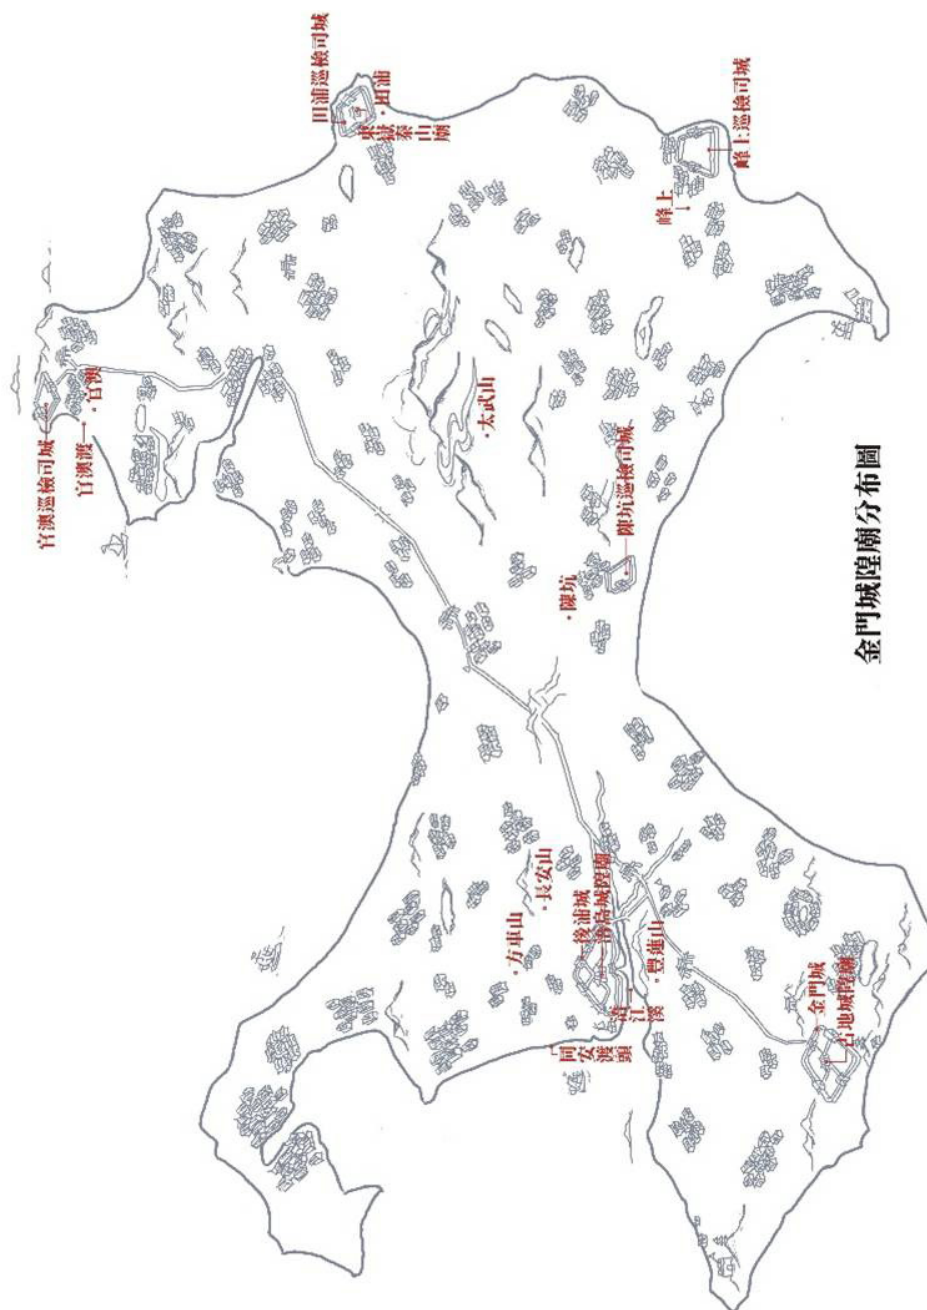 官澳巡檢司城
官澳渡
官澳
田浦巡檢司城
東嶽泰山廟
田浦
峰上巡檢司城
峰上
太武山
陳坑巡檢司城
陳坑
長安山
方車山
後浦城
浯島城隍廟
豐蓮山
浯江溪
同安渡頭
金門城
古地城隍廟
金門城隍廟分布圖